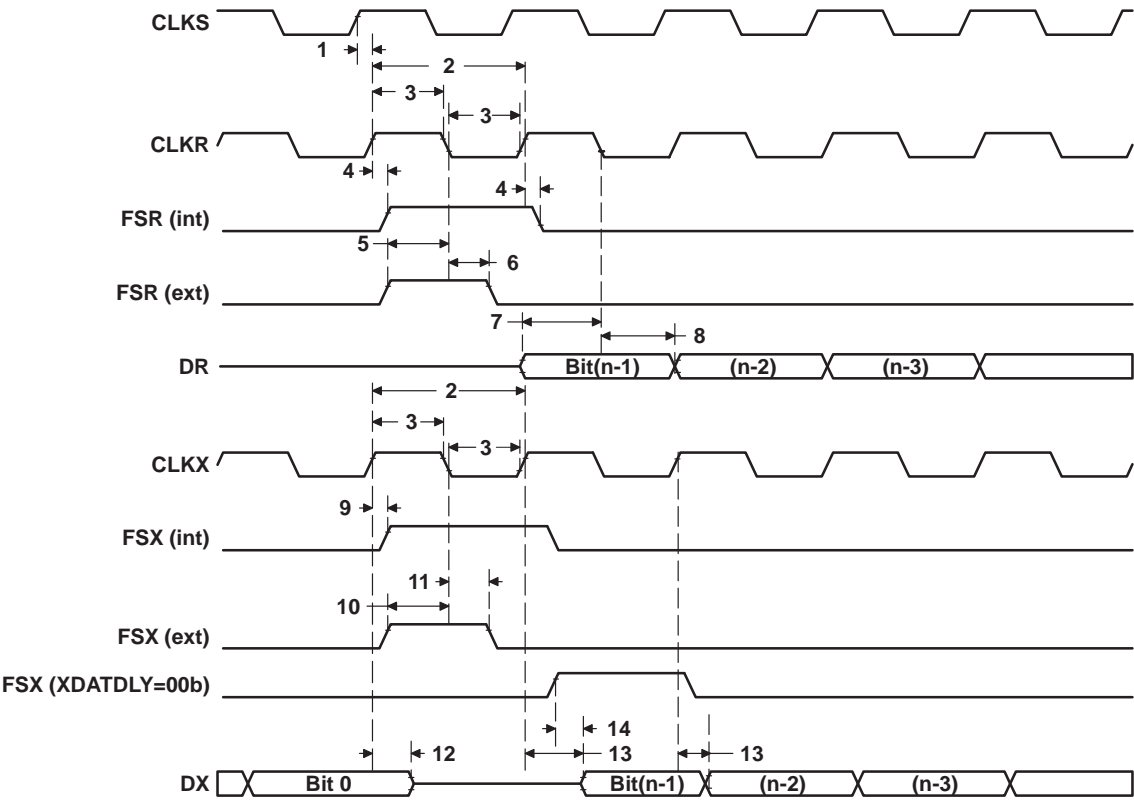 CLKS
1
2
3
3
CLKR
4
4
FSR (int)
5
6
FSR (ext)
7
8
DR Bit(n-1) (n-2) (n-3)
2
3
3
CLKX
9
FSX (int)
11
10
FSX (ext)
FSX (XDATDLY=00b)
14
12 13 13
DX Bit 0 Bit(n-1) (n-2) (n-3)